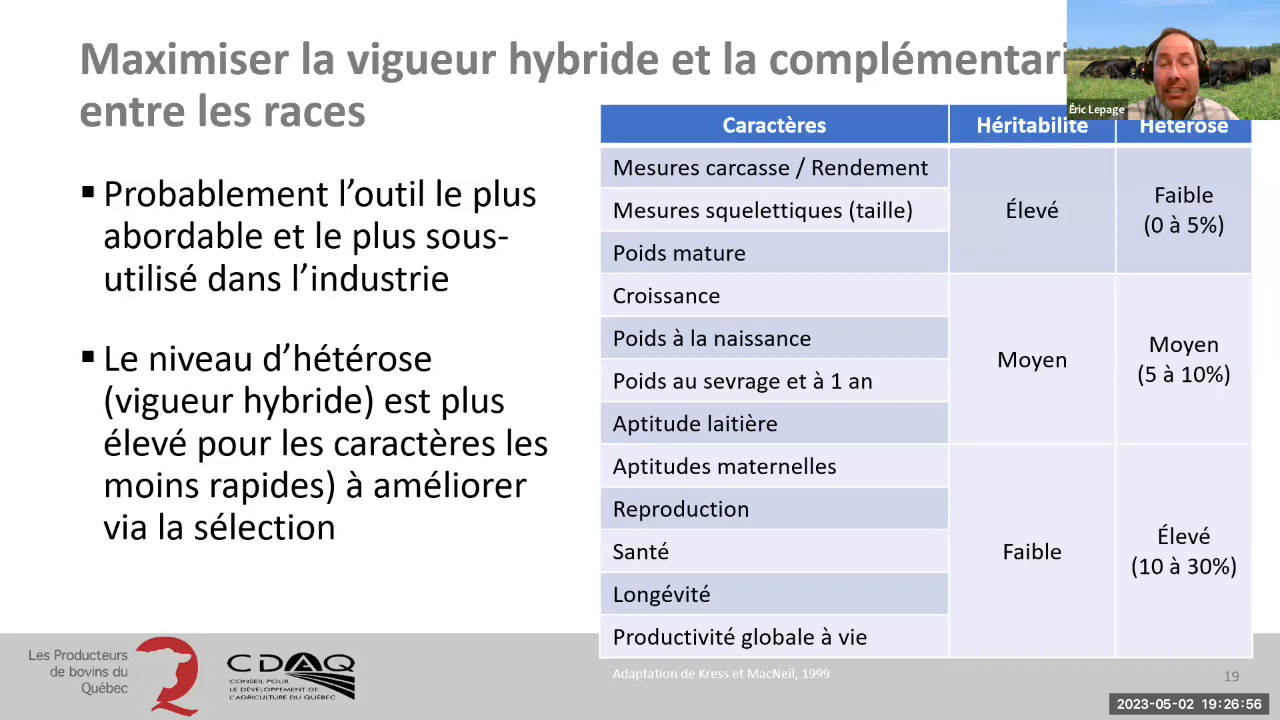 Maximiser la vigueur hybride et la complémentari
entre les races
Éric Lepage
▪ Probablement l’outil le plus
abordable et le plus sous-
utilisé dans l’industrie
▪ Le niveau d’hétérose
(vigueur hybride) est plus
élevé pour les caractères les
moins rapides) à améliorer
via la sélection
Caractères Héritabilité Hétérose
Mesures carcasse / Rendement
Mesures squelettiques (taille)
Poids mature
Élevé
Faible
(0 à 5%)
Croissance
Poids à la naissance
Poids au sevrage et à 1 an
Aptitude laitière
Moyen
Moyen
(5 à 10%)
Aptitudes maternelles
Reproduction
Santé
Longévité
Productivité globale à vie
Faible
Élevé
(10 à 30%)
Les Producteurs
de bovins du
Québec
CDAQ
CONSEIL POUR
LE DÉVELOPPEMENT DE
L'AGRICULTURE DU QUÉBEC
Adaptation de Kress et MacNeil, 1999
19
2023-05-02 19:26:56